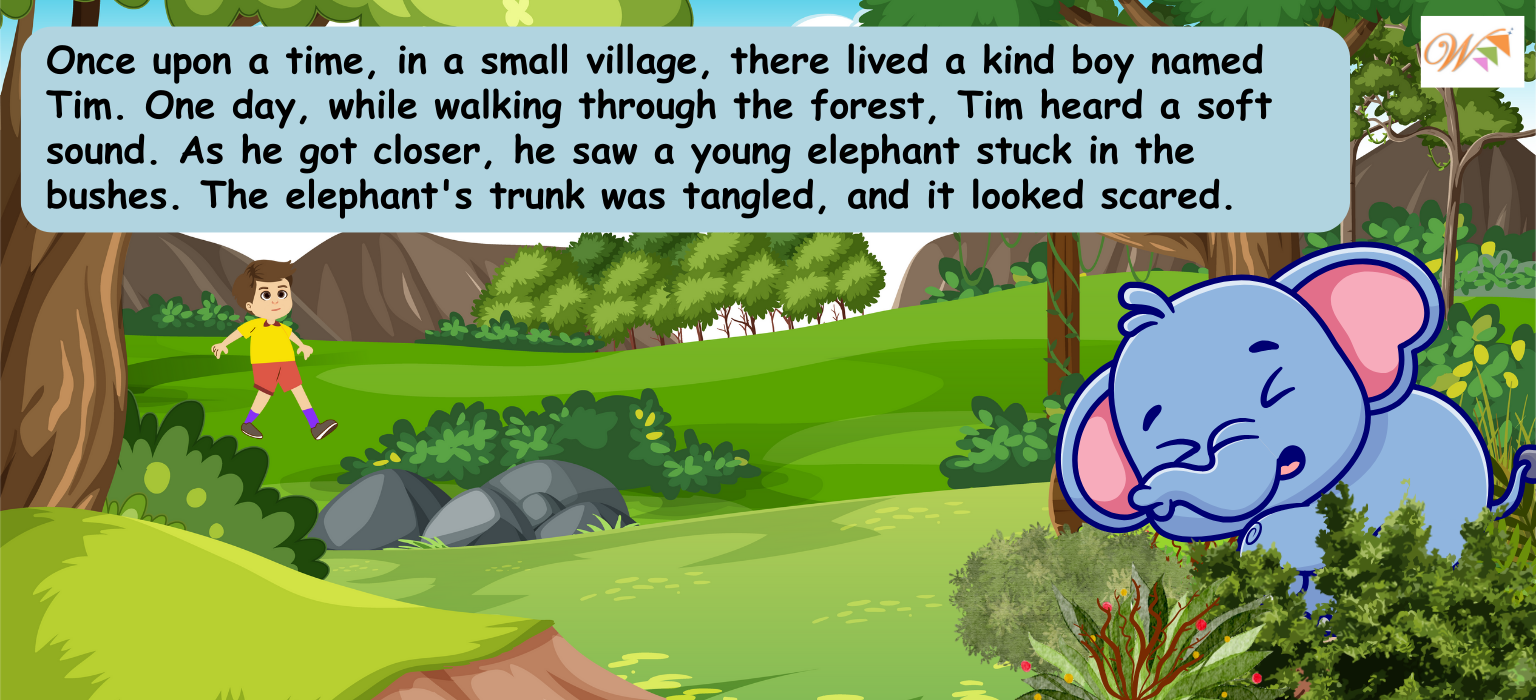 Once upon a time, in a small village, there lived a kind boy named
Tim. One day, while walking through the forest, Tim heard a soft
sound. As he got closer, he saw a young elephant stuck in the
bushes. The elephant's trunk was tangled, and it looked scared.
W